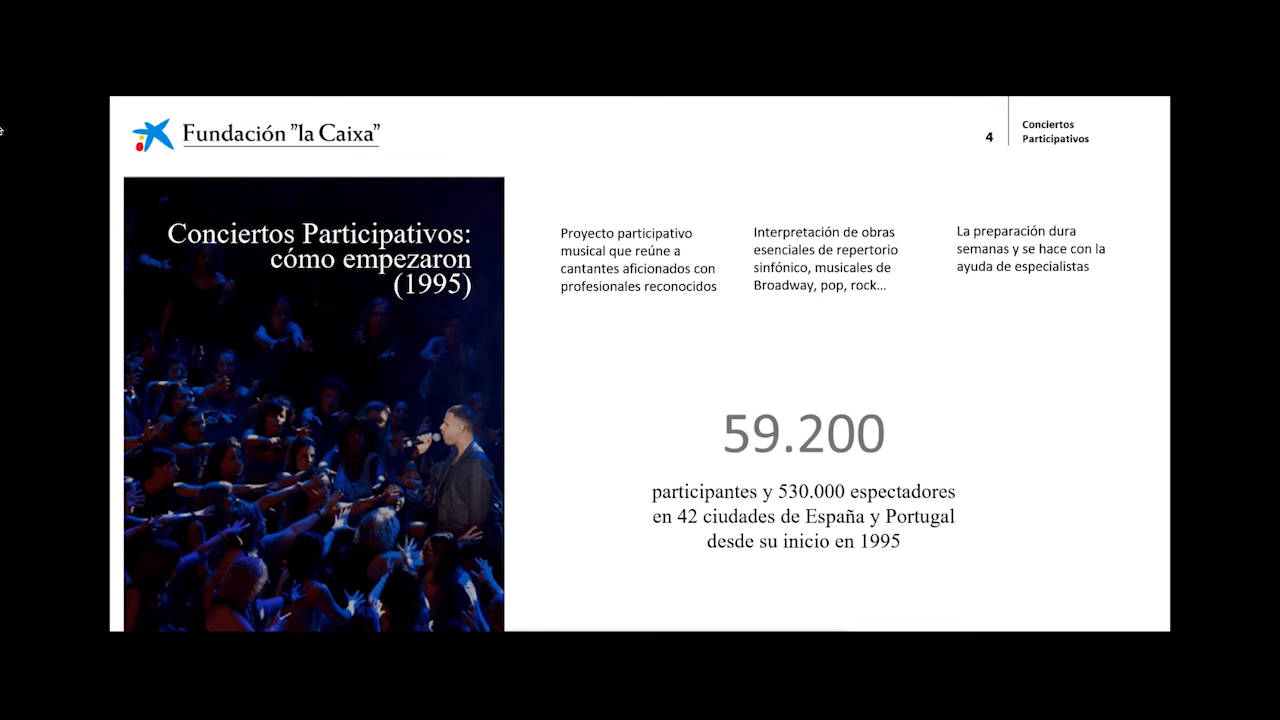 Fundación "la Caixa"
4
Conciertos
Participativos
Conciertos Participativos:
cómo empezaron
(1995)
Proyecto participativo
musical que reúne a
cantantes aficionados con
profesionales reconocidos
Interpretación de obras
esenciales de repertorio
sinfónico, musicales de
Broadway, pop, rock...
La preparación dura
semanas y se hace con la
ayuda de especialistas
59.200
participantes y 530.000 espectadores
en 42 ciudades de España y Portugal
desde su inicio en 1995